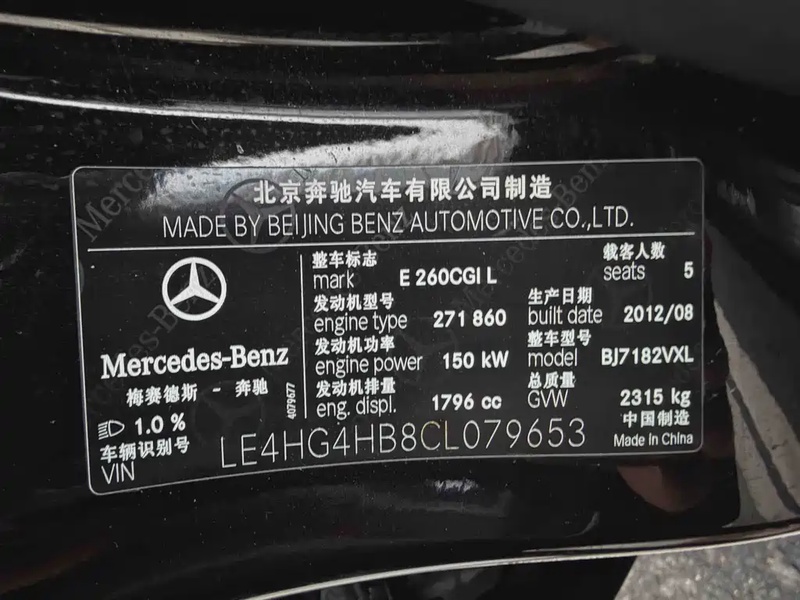 北京奔驰汽车有限公司制造
MADE BY BEIJING BENZ AUTOMOTIVE CO.,LTD.
整车标志
mark E 260CGI L
载客人数
seats 5
发动机型号
engine type 271 860
生产日期
built date 2012/08
发动机功率
engine power 150 kW
整车型号
model BJ7182VXL
发动机排量
eng. displ. 1796 cc
总质量
GVW 2315 kg
中国制造
Made in China
Mercedes-Benz
梅赛德斯 - 奔驰
4079677
1.0 %
车辆识别号
VIN LE4HG4HB8CL079653